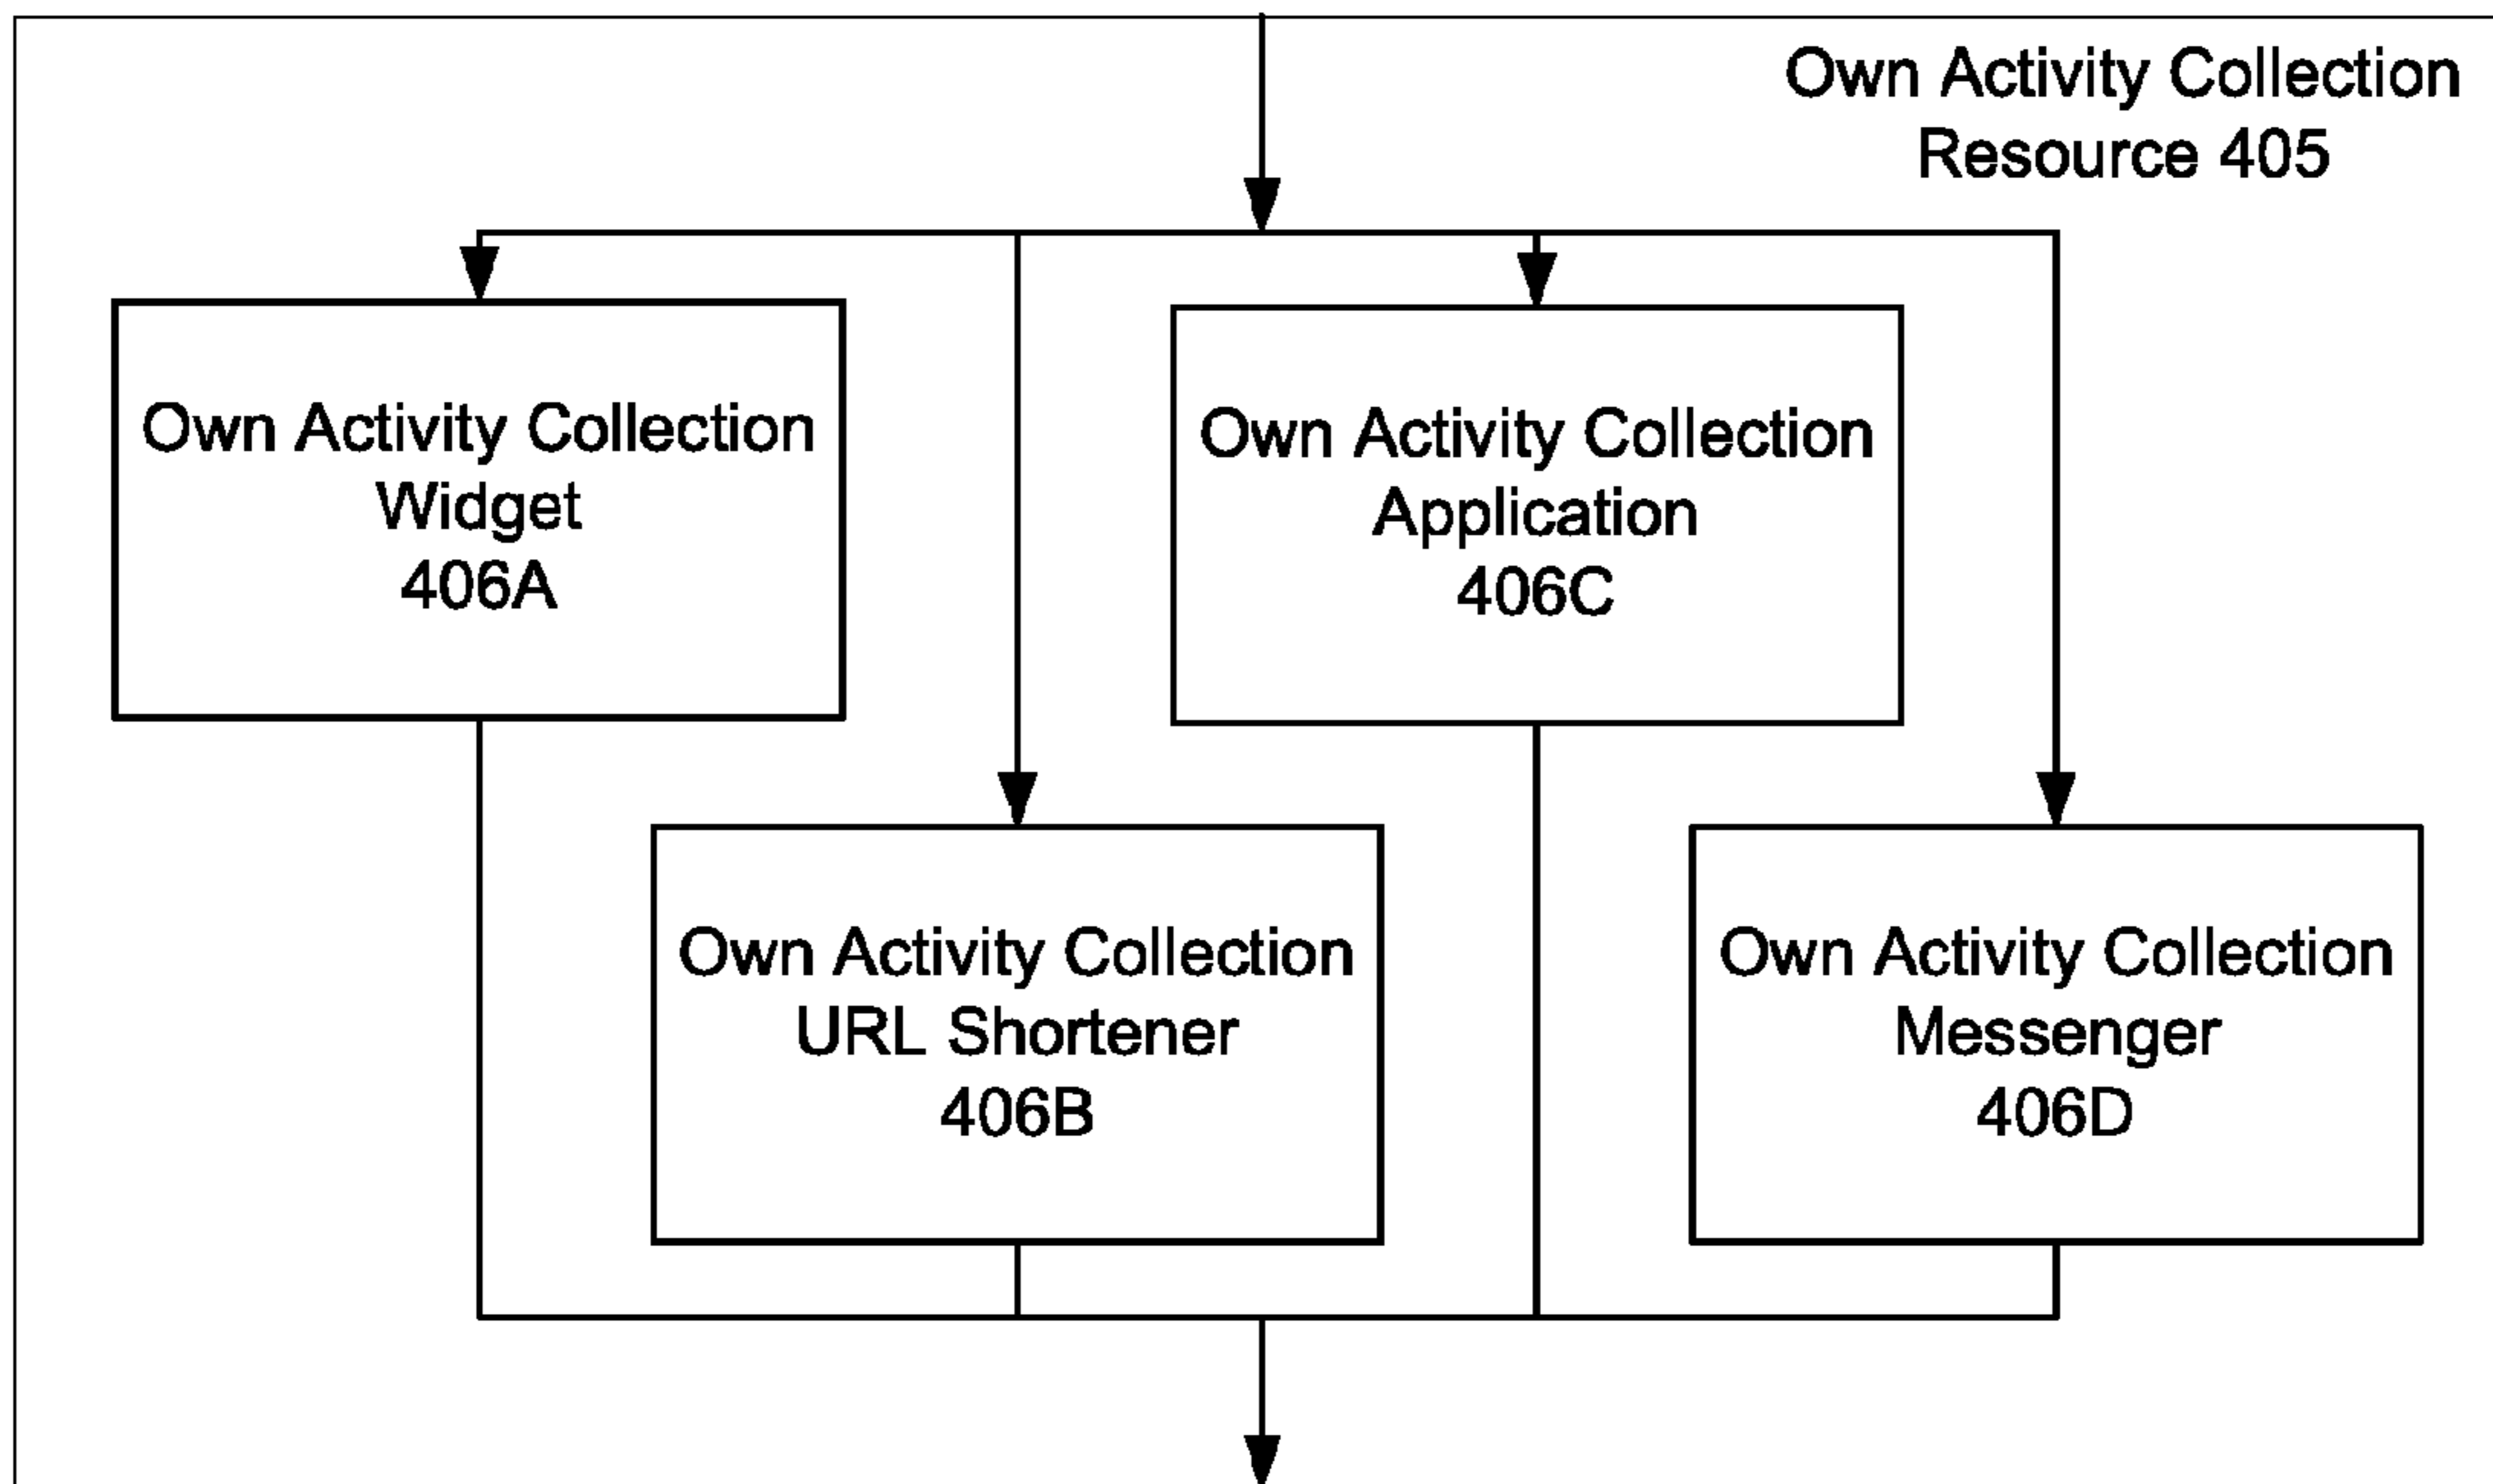 Own Activity Collection
Resource 405
Own Activity Collection
Widget
406A
Own Activity Collection
Application
406C
Own Activity Collection
URL Shortener
406B
Own Activity Collection
Messenger
406D